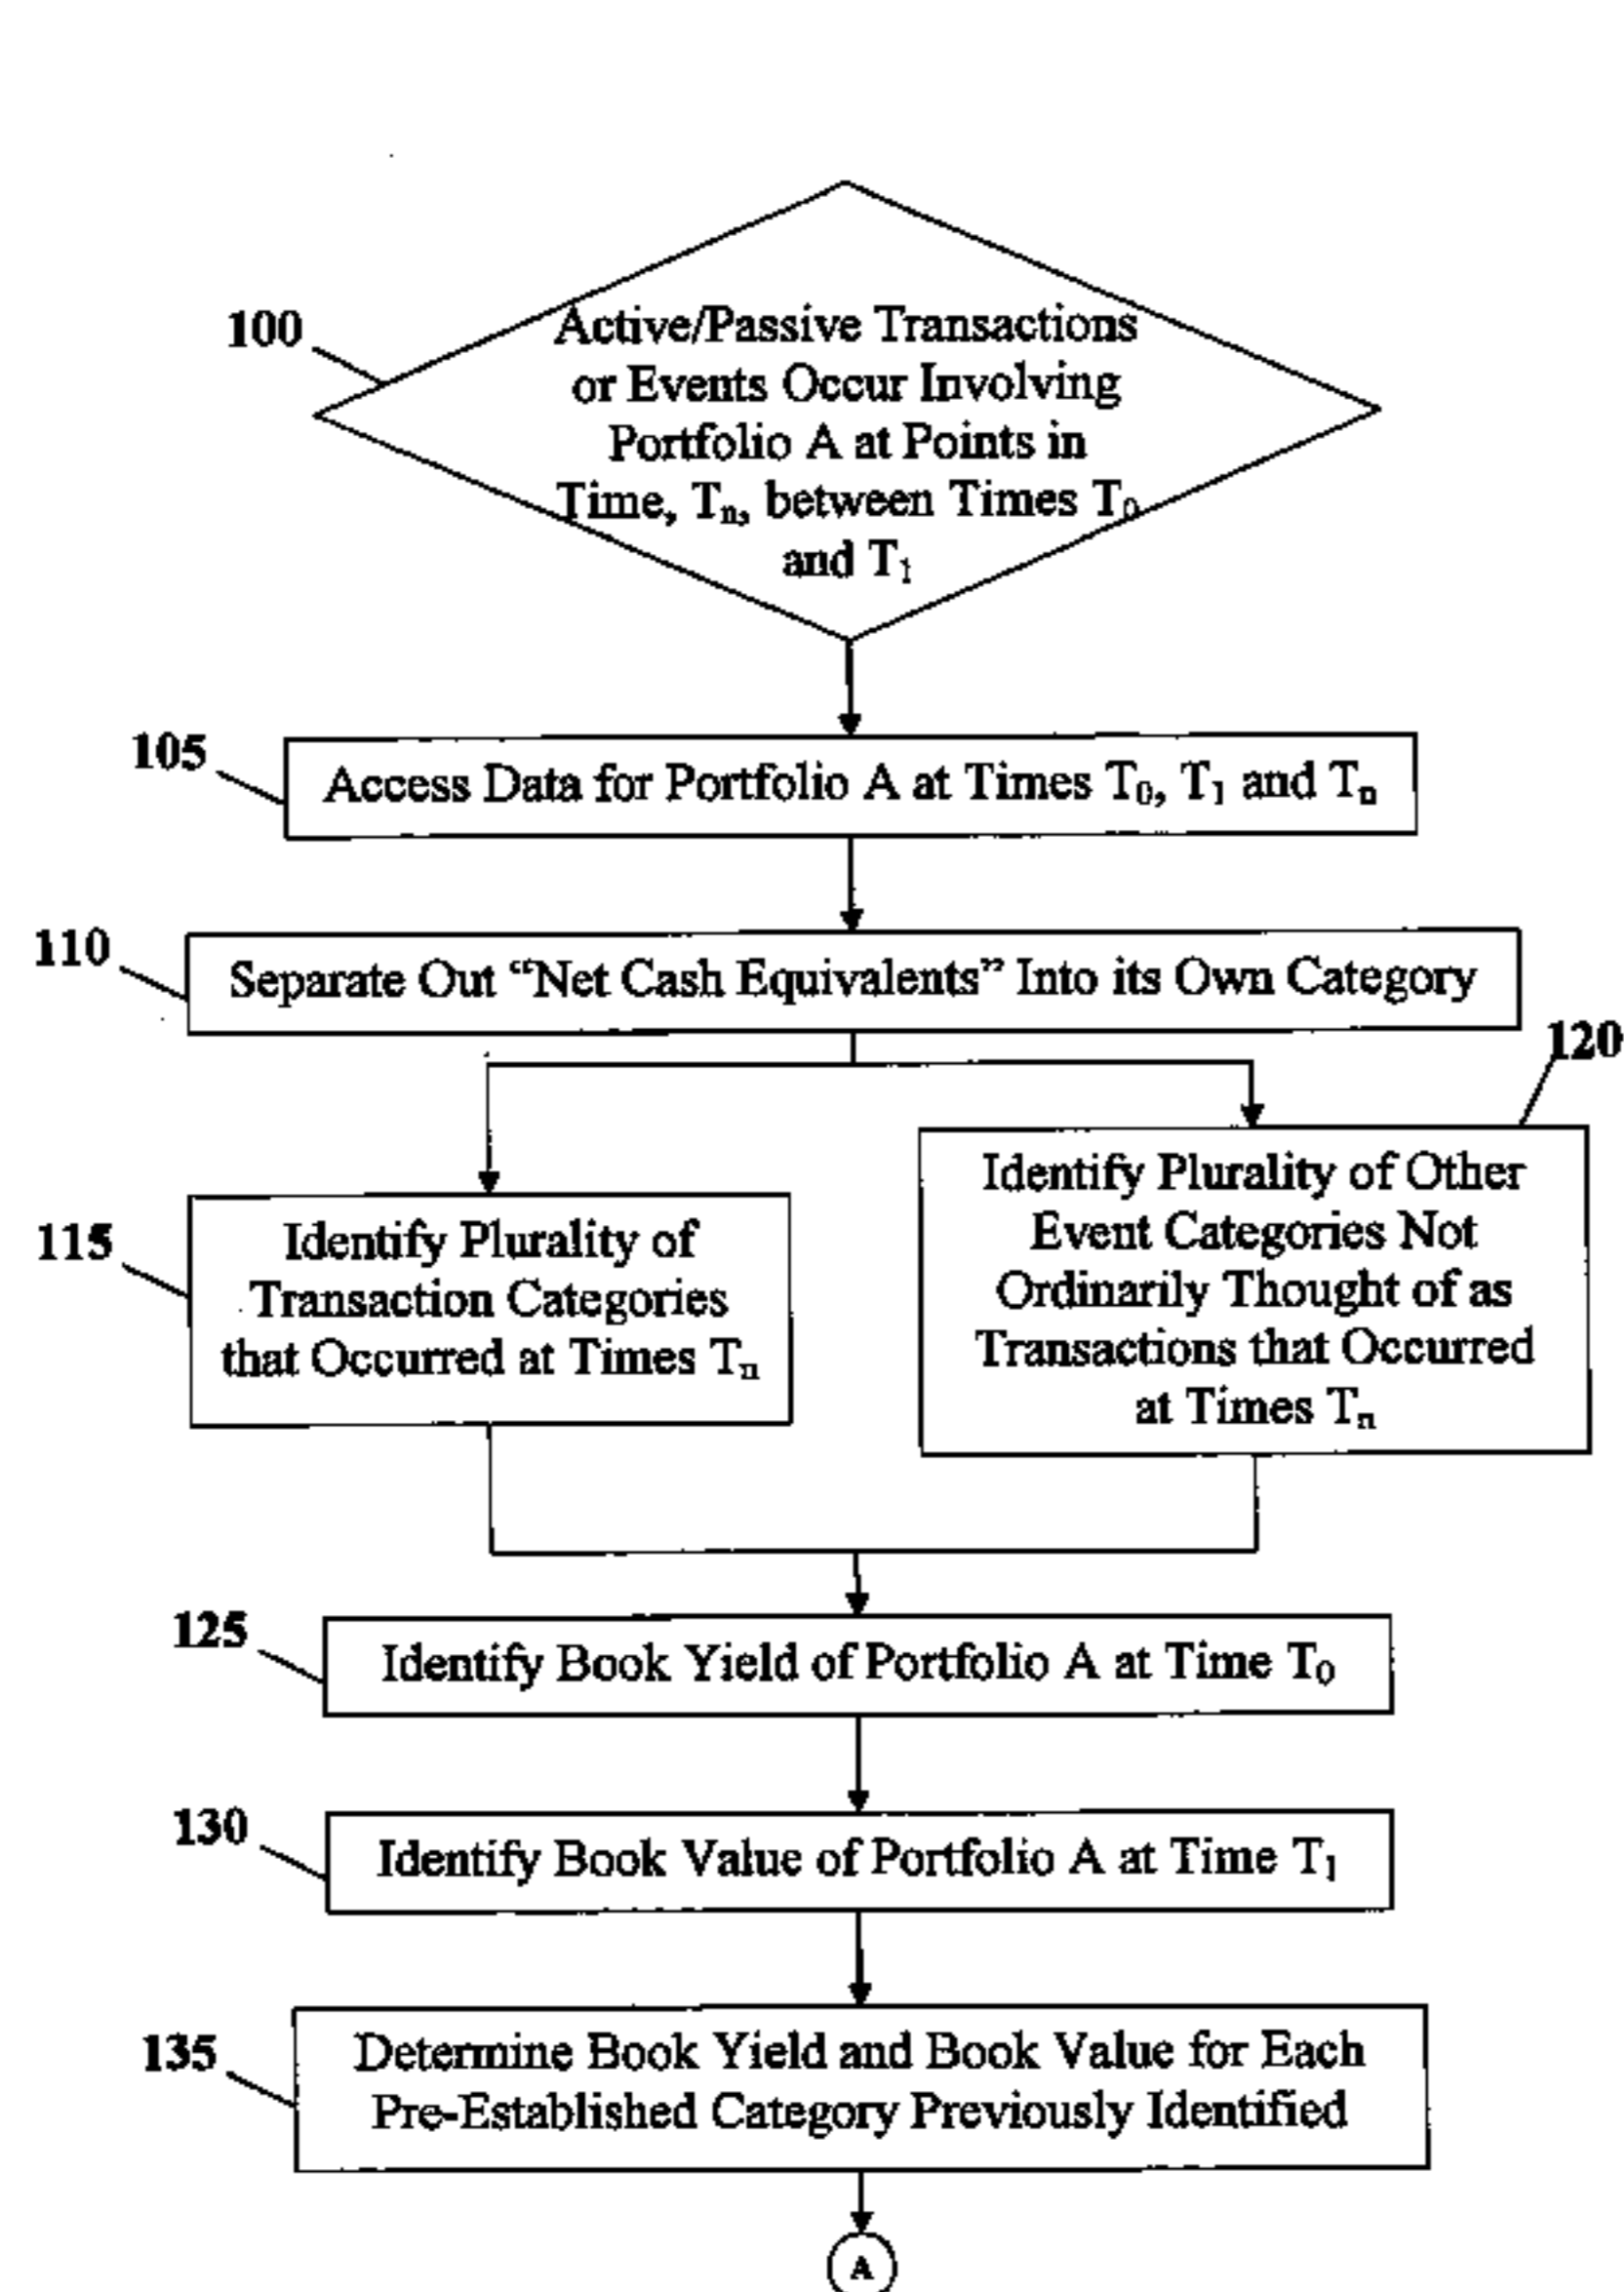 100
Active/Passive Transactions
or Events Occur Involving
Portfolio A at Points in
Time, Tₙ, between Times T₀
and T₁
105
Access Data for Portfolio A at Times T₀, T₁ and Tₙ
110
Separate Out “Net Cash Equivalents” Into its Own Category
120
115
Identify Plurality of
Transaction Categories
that Occurred at Times Tₙ
Identify Plurality of Other
Event Categories Not
Ordinarily Thought of as
Transactions that Occurred
at Times Tₙ
125
Identify Book Yield of Portfolio A at Time T₀
130
Identify Book Value of Portfolio A at Time T₁
135
Determine Book Yield and Book Value for Each
Pre-Established Category Previously Identified
A